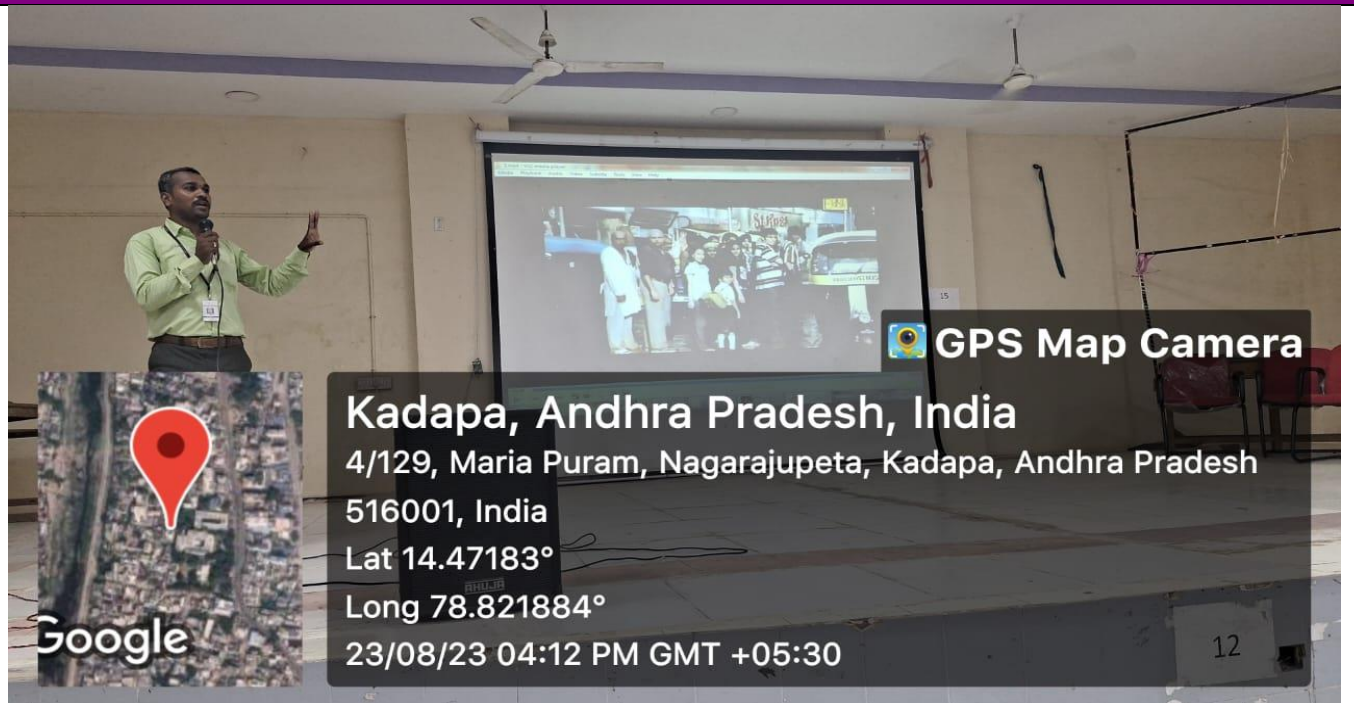 15
GPS Map Camera
Kadapa, Andhra Pradesh, India
4/129, Maria Puram, Nagarajupeta, Kadapa, Andhra Pradesh
516001, India
Lat 14.47183°
Long 78.821884°
23/08/23 04:12 PM GMT +05:30
Google
AHUJA
12